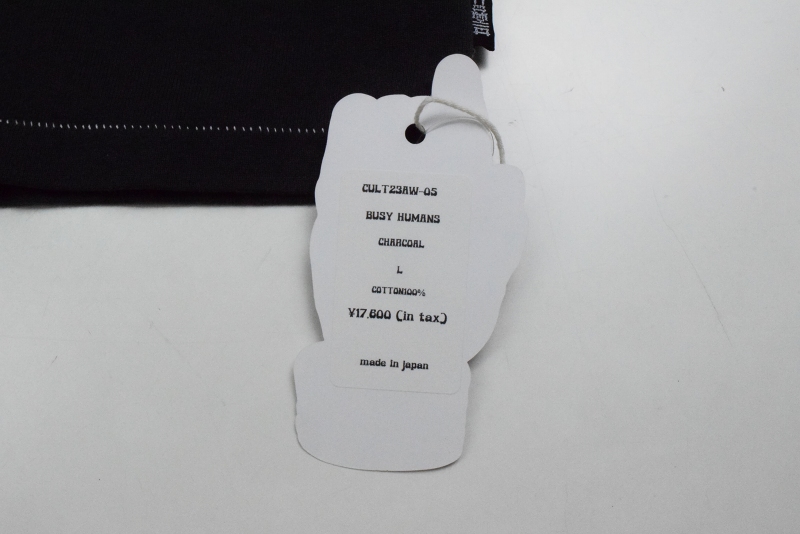 CULT23AW-05
BUSY HUMANS
CHARCOAL
L
COTTON100%
¥17,600 (in tax)
made in japan